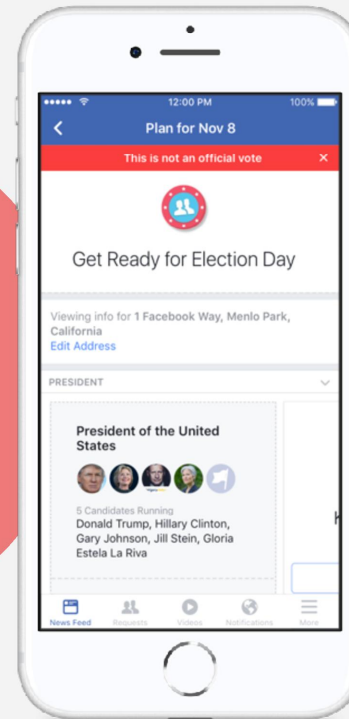 12:00 PM 100%
Plan for Nov 8
This is not an official vote ×
Get Ready for Election Day
Viewing info for 1 Facebook Way, Menlo Park,
California
Edit Address
PRESIDENT
President of the United
States
5 Candidates Running
Donald Trump, Hillary Clinton,
Gary Johnson, Jill Stein, Gloria
Estela La Riva
News Feed Requests Videos Notifications More